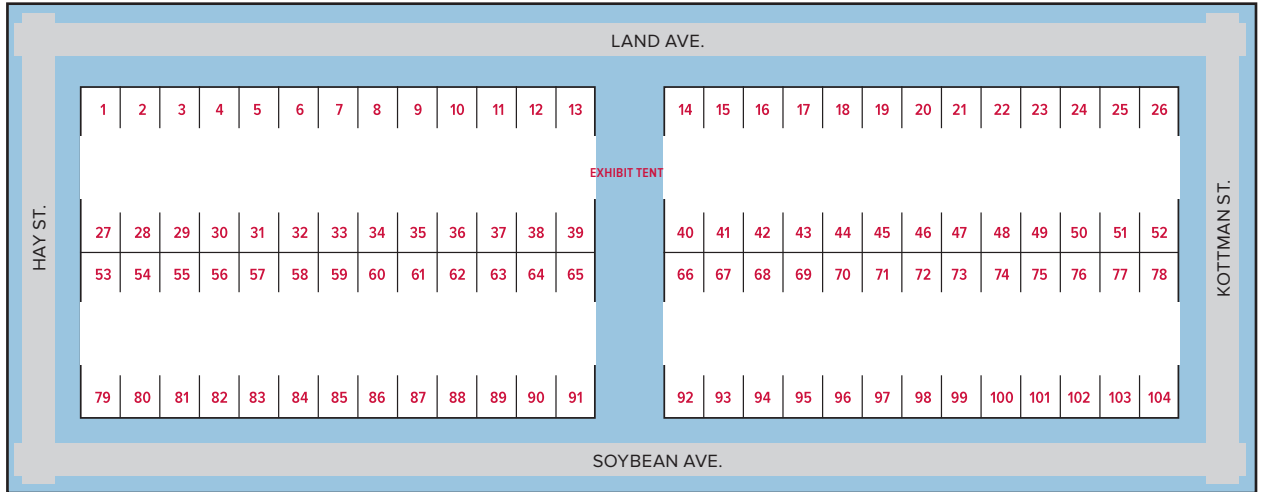 LAND AVE.
1 2 3 4 5 6 7 8 9 10 11 12 13 14 15 16 17 18 19 20 21 22 23 24 25 26
EXHIBIT TENT
HAY ST.
KOTTMAN ST.
27 28 29 30 31 32 33 34 35 36 37 38 39 40 41 42 43 44 45 46 47 48 49 50 51 52
53 54 55 56 57 58 59 60 61 62 63 64 65 66 67 68 69 70 71 72 73 74 75 76 77 78
79 80 81 82 83 84 85 86 87 88 89 90 91 92 93 94 95 96 97 98 99 100 101 102 103 104
SOYBEAN AVE.